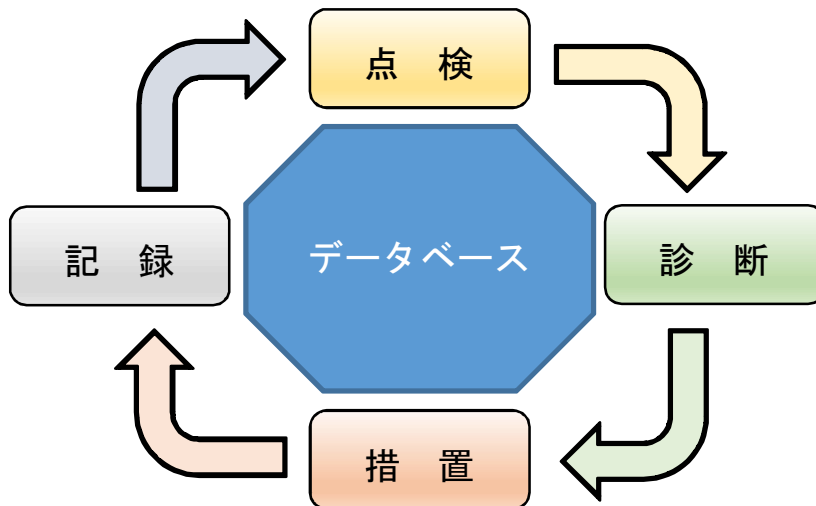 点　検
記　録
データベース
診　断
措　置